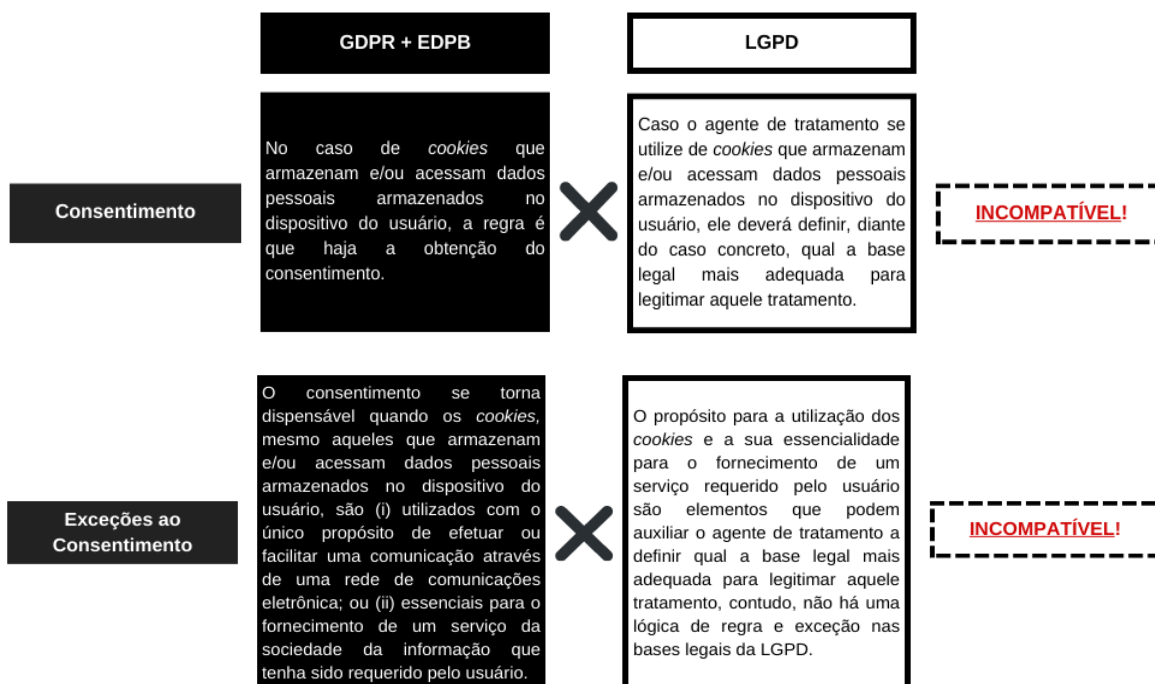 GDPR + EDPB
LGPD
Consentimento
No caso de cookies que
armazenam e/ou acessam dados
pessoais armazenados no
dispositivo do usuário, a regra é
que haja a obtenção do
consentimento.
Caso o agente de tratamento se
utilize de cookies que armazenam
e/ou acessam dados pessoais
armazenados no dispositivo do
usuário, ele deverá definir, diante
do caso concreto, qual a base
legal mais adequada para
legitimar aquele tratamento.
INCOMPATÍVEL!
Exceções ao
Consentimento
O consentimento se torna
dispensável quando os cookies,
mesmo aqueles que armazenam
e/ou acessam dados pessoais
armazenados no dispositivo do
usuário, são (i) utilizados com o
único propósito de efetuar ou
facilitar uma comunicação através
de uma rede de comunicações
eletrônica; ou (ii) essenciais para o
fornecimento de um serviço da
sociedade da informação que
tenha sido requerido pelo usuário.
O propósito para a utilização dos
cookies e a sua essencialidade
para o fornecimento de um
serviço requerido pelo usuário
são elementos que podem
auxiliar o agente de tratamento a
definir qual a base legal mais
adequada para legitimar aquele
tratamento, contudo, não há uma
lógica de regra e exceção nas
bases legais da LGPD.
INCOMPATÍVEL!